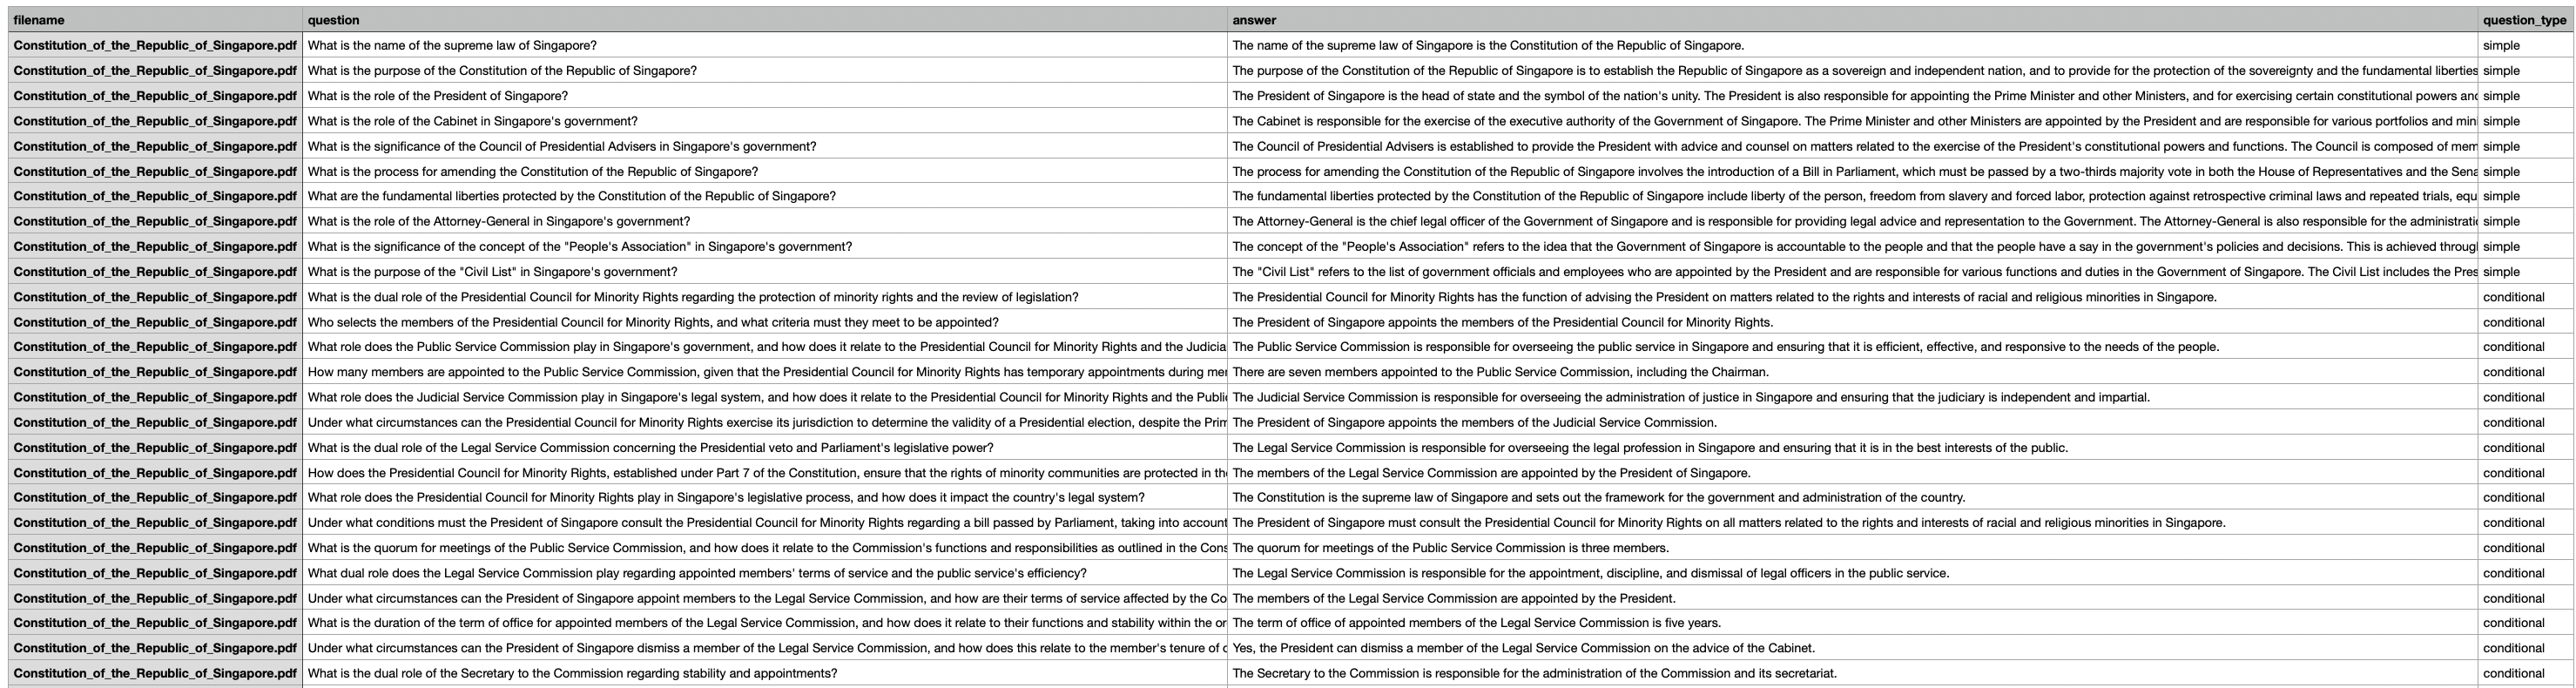 filename question answer question_type
Constitution_of_the_Republic_of_Singapore.pdf What is the name of the supreme law of Singapore? The name of the supreme law of Singapore is the Constitution of the Republic of Singapore. simple
Constitution_of_the_Republic_of_Singapore.pdf What is the purpose of the Constitution of the Republic of Singapore? The purpose of the Constitution of the Republic of Singapore is to establish the Republic of Singapore as a sovereign and independent nation, and to provide for the protection of the sovereignty and the fundamental liberties simple
Constitution_of_the_Republic_of_Singapore.pdf What is the role of the President of Singapore? The President of Singapore is the head of state and the symbol of the nation's unity. The President is also responsible for appointing the Prime Minister and other Ministers, and for exercising certain constitutional powers and simple
Constitution_of_the_Republic_of_Singapore.pdf What is the role of the Cabinet in Singapore's government? The Cabinet is responsible for the exercise of the executive authority of the Government of Singapore. The Prime Minister and other Ministers are appointed by the President and are responsible for various portfolios and min simple
Constitution_of_the_Republic_of_Singapore.pdf What is the significance of the Council of Presidential Advisers in Singapore's government? The Council of Presidential Advisers is established to provide the President with advice and counsel on matters related to the exercise of the President's constitutional powers and functions. The Council is composed of mem simple
Constitution_of_the_Republic_of_Singapore.pdf What is the process for amending the Constitution of the Republic of Singapore? The process for amending the Constitution of the Republic of Singapore involves the introduction of a Bill in Parliament, which must be passed by a two-thirds majority vote in both the House of Representatives and the Sena simple
Constitution_of_the_Republic_of_Singapore.pdf What are the fundamental liberties protected by the Constitution of the Republic of Singapore? The fundamental liberties protected by the Constitution of the Republic of Singapore include liberty of the person, freedom from slavery and forced labor, protection against retrospective criminal laws and repeated trials, equ simple
Constitution_of_the_Republic_of_Singapore.pdf What is the role of the Attorney-General in Singapore's government? The Attorney-General is the chief legal officer of the Government of Singapore and is responsible for providing legal advice and representation to the Government. The Attorney-General is also responsible for the administratio simple
Constitution_of_the_Republic_of_Singapore.pdf What is the significance of the concept of the "People's Association" in Singapore's government? The concept of the "People's Association" refers to the idea that the Government of Singapore is accountable to the people and that the people have a say in the government's policies and decisions. This is achieved throug simple
Constitution_of_the_Republic_of_Singapore.pdf What is the purpose of the "Civil List" in Singapore's government? The "Civil List" refers to the list of government officials and employees who are appointed by the President and are responsible for various functions and duties in the Government of Singapore. The Civil List includes the Pres simple
Constitution_of_the_Republic_of_Singapore.pdf What is the dual role of the Presidential Council for Minority Rights regarding the protection of minority rights and the review of legislation? The Presidential Council for Minority Rights has the function of advising the President on matters related to the rights and interests of racial and religious minorities in Singapore. conditional
Constitution_of_the_Republic_of_Singapore.pdf Who selects the members of the Presidential Council for Minority Rights, and what criteria must they meet to be appointed? The President of Singapore appoints the members of the Presidential Council for Minority Rights. conditional
Constitution_of_the_Republic_of_Singapore.pdf What role does the Public Service Commission play in Singapore's government, and how does it relate to the Presidential Council for Minority Rights and the Judicia The Public Service Commission is responsible for overseeing the public service in Singapore and ensuring that it is efficient, effective, and responsive to the needs of the people. conditional
Constitution_of_the_Republic_of_Singapore.pdf How many members are appointed to the Public Service Commission, given that the Presidential Council for Minority Rights has temporary appointments during mer There are seven members appointed to the Public Service Commission, including the Chairman. conditional
Constitution_of_the_Republic_of_Singapore.pdf What role does the Judicial Service Commission play in Singapore's legal system, and how does it relate to the Presidential Council for Minority Rights and the Public The Judicial Service Commission is responsible for overseeing the administration of justice in Singapore and ensuring that the judiciary is independent and impartial. conditional
Constitution_of_the_Republic_of_Singapore.pdf Under what circumstances can the Presidential Council for Minority Rights exercise its jurisdiction to determine the validity of a Presidential election, despite the Prim The President of Singapore appoints the members of the Judicial Service Commission. conditional
Constitution_of_the_Republic_of_Singapore.pdf What is the dual role of the Legal Service Commission concerning the Presidential veto and Parliament's legislative power? The Legal Service Commission is responsible for overseeing the legal profession in Singapore and ensuring that it is in the best interests of the public. conditional
Constitution_of_the_Republic_of_Singapore.pdf How does the Presidential Council for Minority Rights, established under Part 7 of the Constitution, ensure that the rights of minority communities are protected in the The members of the Legal Service Commission are appointed by the President of Singapore. conditional
Constitution_of_the_Republic_of_Singapore.pdf What role does the Presidential Council for Minority Rights play in Singapore's legislative process, and how does it impact the country's legal system? The Constitution is the supreme law of Singapore and sets out the framework for the government and administration of the country. conditional
Constitution_of_the_Republic_of_Singapore.pdf Under what conditions must the President of Singapore consult the Presidential Council for Minority Rights regarding a bill passed by Parliament, taking into account The President of Singapore must consult the Presidential Council for Minority Rights on all matters related to the rights and interests of racial and religious minorities in Singapore. conditional
Constitution_of_the_Republic_of_Singapore.pdf What is the quorum for meetings of the Public Service Commission, and how does it relate to the Commission's functions and responsibilities as outlined in the Cons The quorum for meetings of the Public Service Commission is three members. conditional
Constitution_of_the_Republic_of_Singapore.pdf What dual role does the Legal Service Commission play regarding appointed members' terms of service and the public service's efficiency? The Legal Service Commission is responsible for the appointment, discipline, and dismissal of legal officers in the public service. conditional
Constitution_of_the_Republic_of_Singapore.pdf Under what circumstances can the President of Singapore appoint members to the Legal Service Commission, and how are their terms of service affected by the Co The members of the Legal Service Commission are appointed by the President. conditional
Constitution_of_the_Republic_of_Singapore.pdf What is the duration of the term of office for appointed members of the Legal Service Commission, and how does it relate to their functions and stability within the or The term of office of appointed members of the Legal Service Commission is five years. conditional
Constitution_of_the_Republic_of_Singapore.pdf Under what circumstances can the President of Singapore dismiss a member of the Legal Service Commission, and how does this relate to the member's tenure of o Yes, the President can dismiss a member of the Legal Service Commission on the advice of the Cabinet. conditional
Constitution_of_the_Republic_of_Singapore.pdf What is the dual role of the Secretary to the Commission regarding stability and appointments? The Secretary to the Commission is responsible for the administration of the Commission and its secretariat. conditional